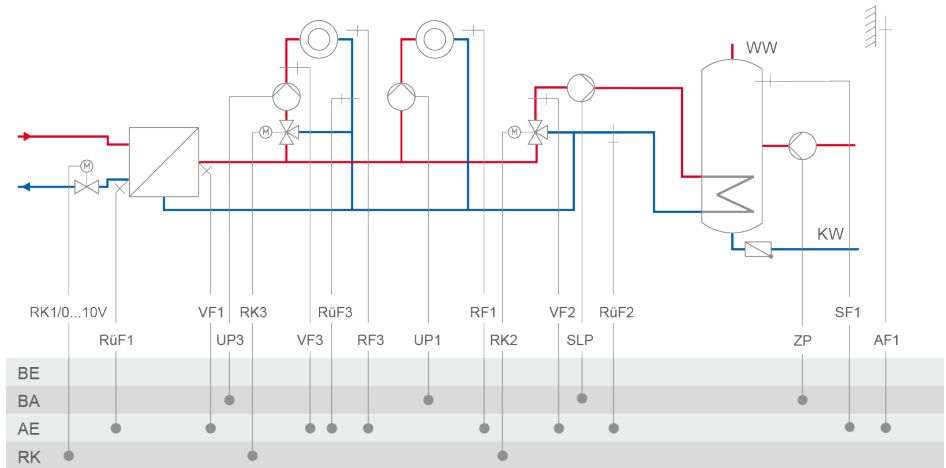 WW
M
M
M
KW
RK1/0...10V VF1 RK3 RüF3 RF1 VF2 RüF2 SF1
RüF1 UP3 VF3 RF3 UP1 RK2 SLP ZP AF1
BE
BA
AE
RK